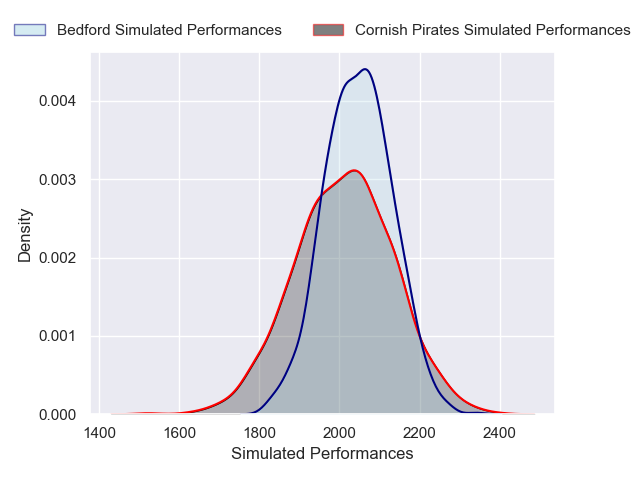 Bedford Simulated Performances
Cornish Pirates Simulated Performances
0.004
0.003
0.002
0.001
0.000
Density
1400 1600 1800 2000 2200 2400
Simulated Performances